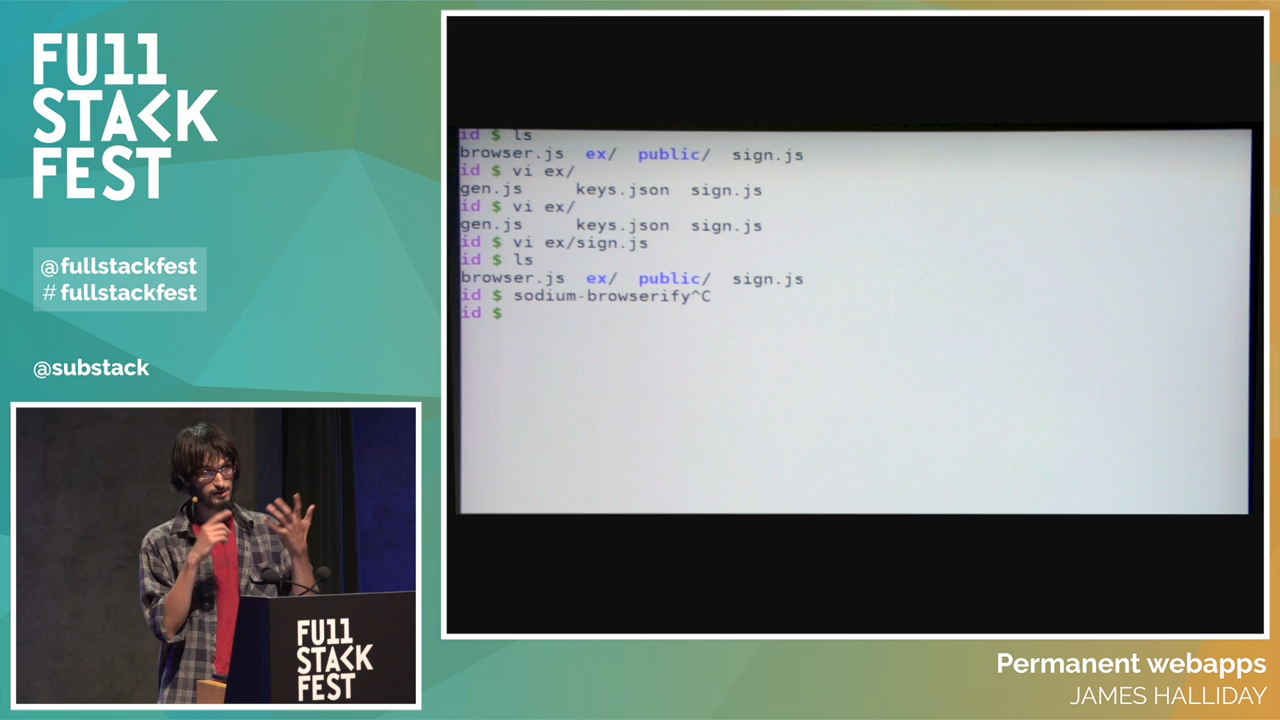 FU11
STACK
FEST
@fullstackfest
# fullstackfest
@substack
id $ ls
browser.js ex/ public/ sign.js
id $ vi ex/
gen.js keys.json sign.js
id $ vi ex/
gen.js keys.json sign.js
id $ vi ex/sign.js
id $ ls
browser.js ex/ public/ sign.js
id $ sodium-browserify^C
id $
FU11
STACK
FEST
Permanent webapps
JAMES HALLIDAY